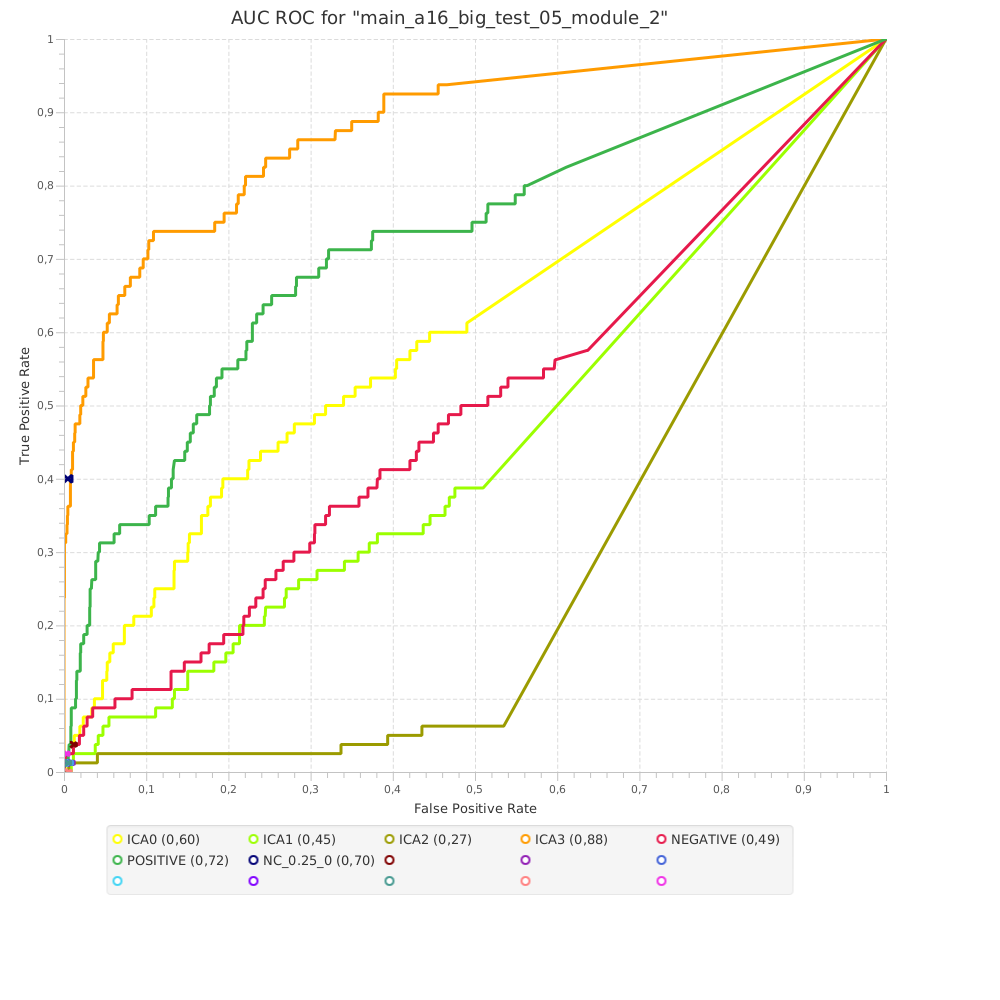 AUC ROC for "main_a16_big_test_05_module_2"
1
0,9
0,8
0,7
0,6
0,5
0,4
0,3
0,2
0,1
0
True Positive Rate
0 0,1 0,2 0,3 0,4 0,5 0,6 0,7 0,8 0,9 1
False Positive Rate
ICA0 (0,60) ICA1 (0,45) ICA2 (0,27) ICA3 (0,88) NEGATIVE (0,49)
POSITIVE (0,72) NC_0.25_0 (0,70)